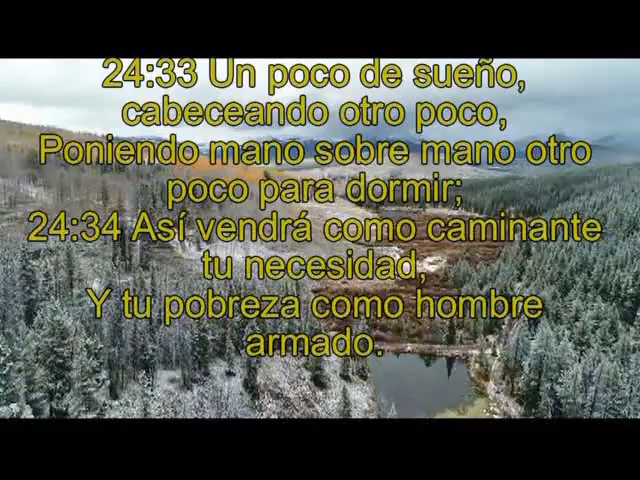 24:33 Un poco de sueño,
cabeceando otro poco,
Poniendo mano sobre mano otro
poco para dormir;
24:34 Así vendrá como caminante
tu necesidad,
Y tu pobreza como hombre
armado.